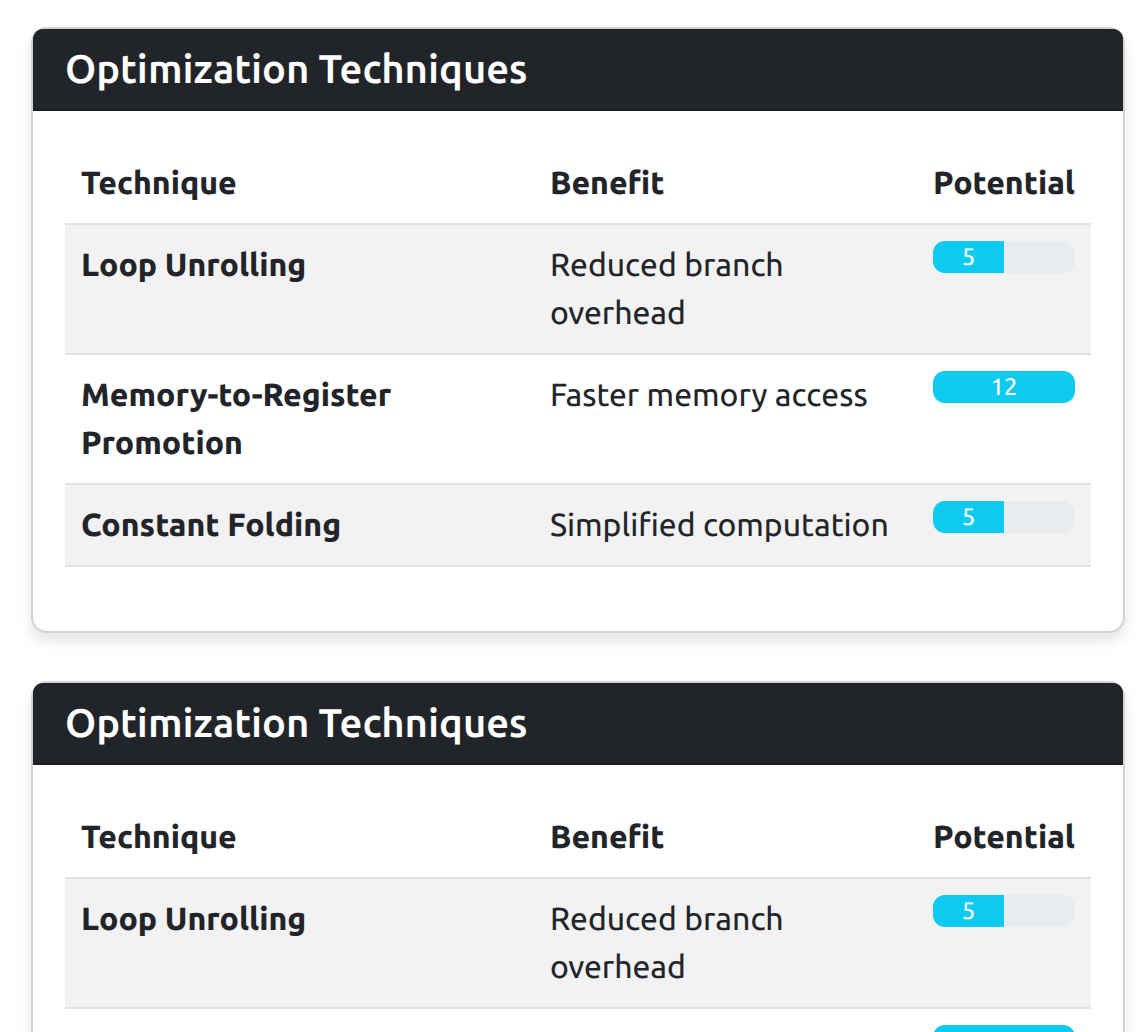 Optimization Techniques
Technique Benefit Potential
Loop Unrolling Reduced branch 5
overhead
Memory-to-Register Faster memory access 12
Promotion
Constant Folding Simplified computation 5
Optimization Techniques
Technique Benefit Potential
Loop Unrolling Reduced branch 5
overhead